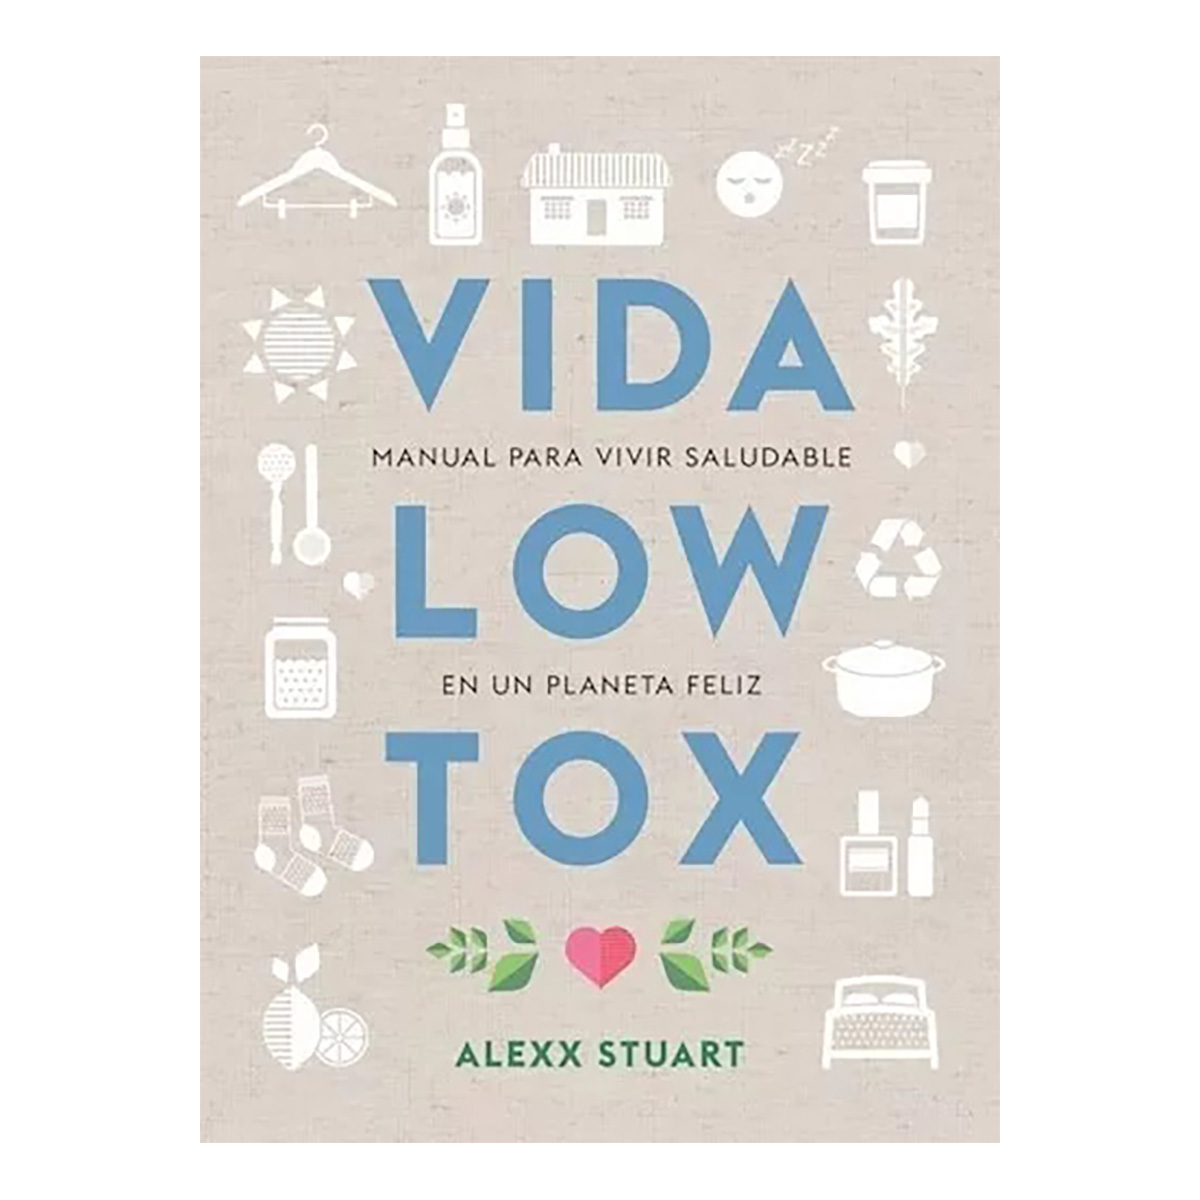 VIDA
MANUAL PARA VIVIR SALUDABLE
LOW
EN UN PLANETA FELIZ
TOX
ALEXX STUART